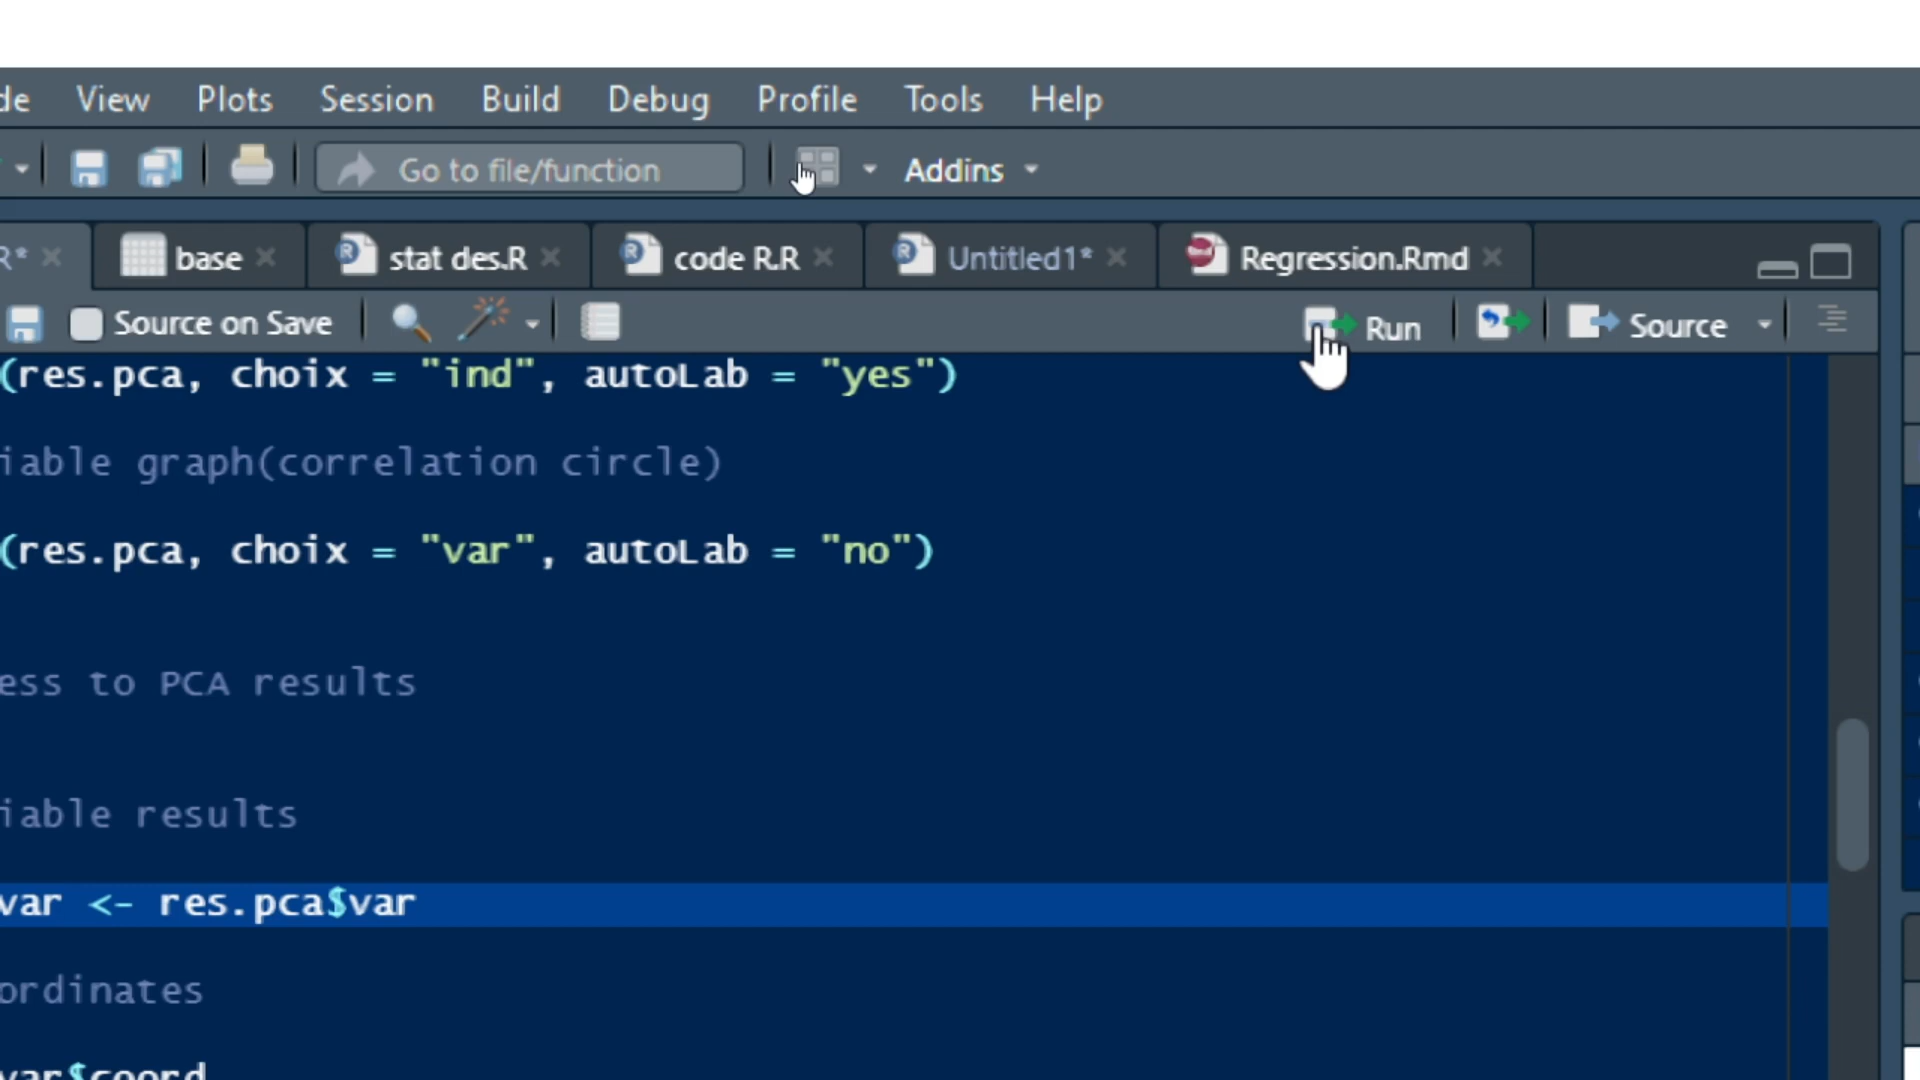 de View Plots Session Build Debug Profile Tools Help
Go to file/function Addins
R* base stat des.R code R.R Untitled1* Regression.Rmd
Source on Save Run Source
(res.pca, choix = "ind", autoLab = "yes")
iable graph(correlation circle)
(res.pca, choix = "var", autoLab = "no")
ess to PCA results
iable results
var <- res.pca$var
ordinates
var$coord